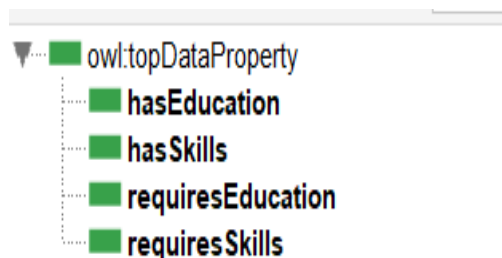 owl:topDataProperty
hasEducation
hasSkills
requiresEducation
requiresSkills